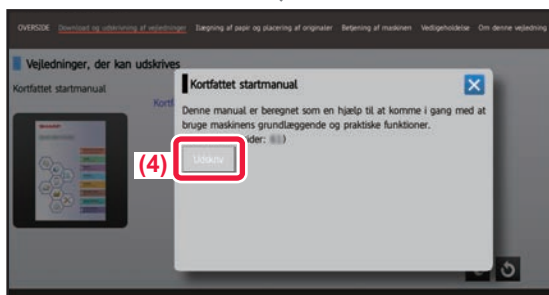 OVERSIDE Download og udskrivning af vejledninger Ilægning af papir og placering af originaler Betjening af maskinen Vedligeholdelse Om denne vejledning
Vejledninger, der kan udskrives
Kortfattet startmanual
Kortf
Kortfattet startmanual
Denne manual er beregnet som en hjælp til at komme i gang med at
bruge maskinens grundlæggende og praktiske funktioner.
ider:
(4)
Udskriv